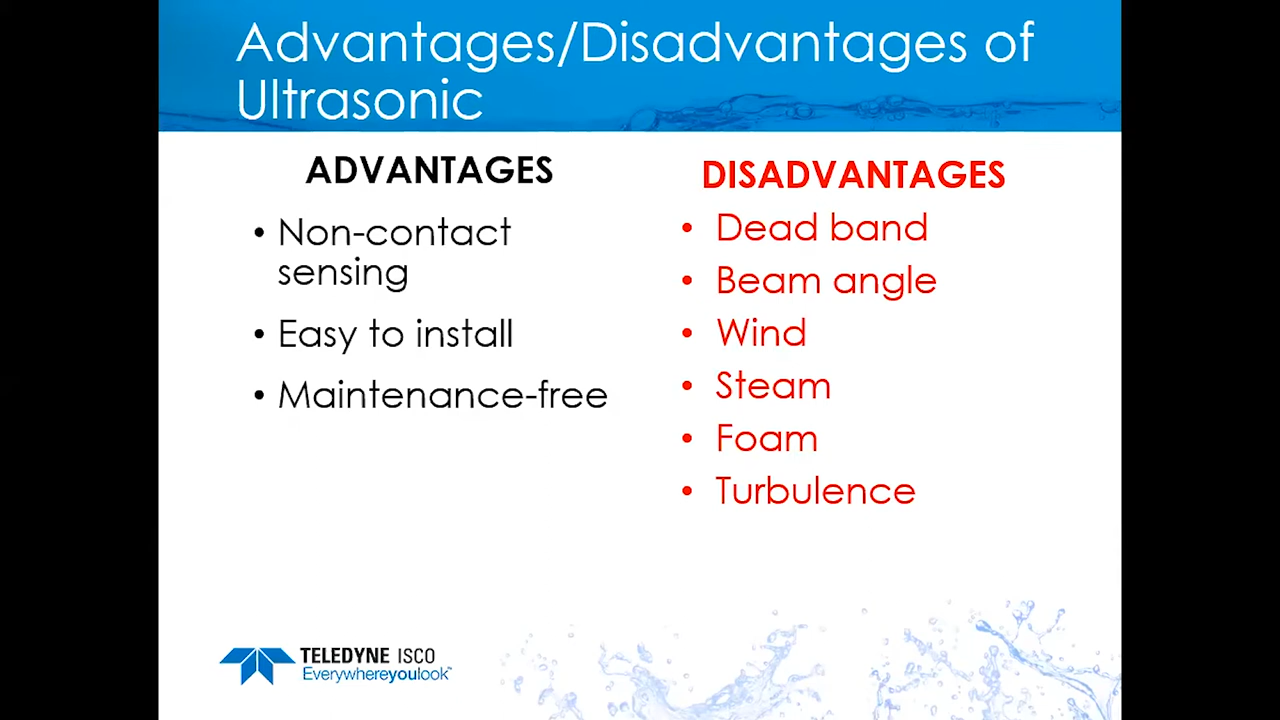 Advantages/Disadvantages of
Ultrasonic
ADVANTAGES
• Non-contact
sensing
• Easy to install
• Maintenance-free
DISADVANTAGES
• Dead band
• Beam angle
• Wind
• Steam
• Foam
• Turbulence
TELEDYNE ISCO
Everywhereyoulook™